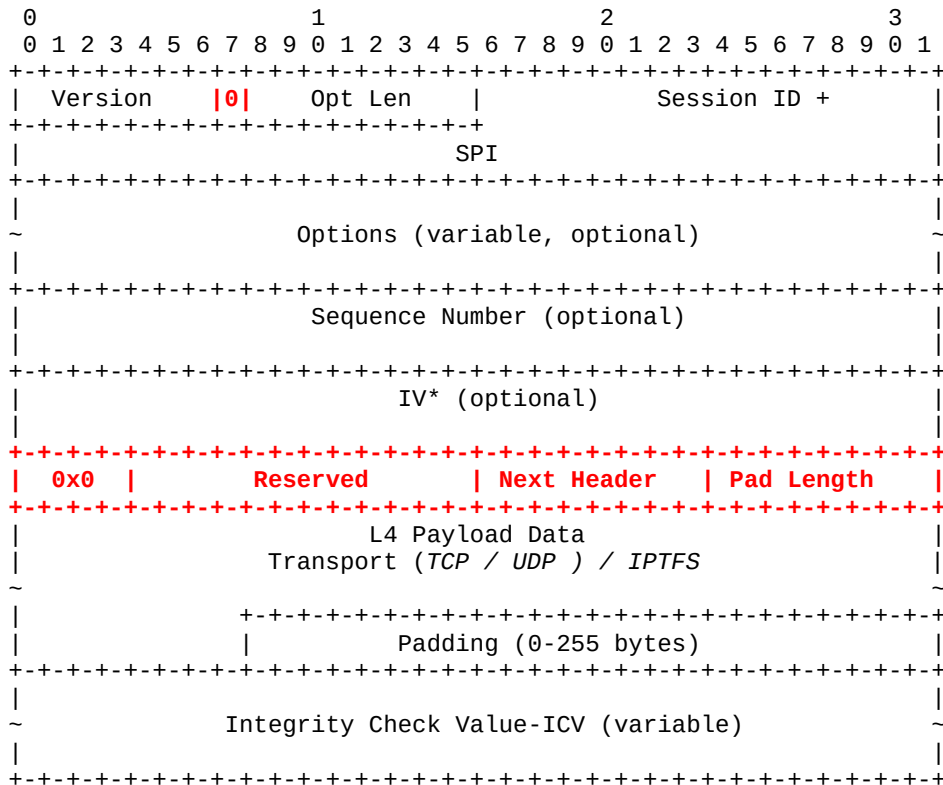 0                   1                   2                   3
 0 1 2 3 4 5 6 7 8 9 0 1 2 3 4 5 6 7 8 9 0 1 2 3 4 5 6 7 8 9 0 1
+-+-+-+-+-+-+-+-+-+-+-+-+-+-+-+-+-+-+-+-+-+-+-+-+-+-+-+-+-+-+-+-+
|  Version    |0|    Opt Len    |            Session ID +       |
+-+-+-+-+-+-+-+-+-+-+-+-+-+-+-+-+                               |
|                              SPI                              |
+-+-+-+-+-+-+-+-+-+-+-+-+-+-+-+-+-+-+-+-+-+-+-+-+-+-+-+-+-+-+-+-+
|                                                               |
~                   Options (variable, optional)                ~
|                                                               |
+-+-+-+-+-+-+-+-+-+-+-+-+-+-+-+-+-+-+-+-+-+-+-+-+-+-+-+-+-+-+-+-+
|                    Sequence Number (optional)                 |
|                                                               |
+-+-+-+-+-+-+-+-+-+-+-+-+-+-+-+-+-+-+-+-+-+-+-+-+-+-+-+-+-+-+-+-+
|                          IV* (optional)                       |
|                                                               |
+-+-+-+-+-+-+-+-+-+-+-+-+-+-+-+-+-+-+-+-+-+-+-+-+-+-+-+-+-+-+-+-+
|  0x0  |        Reserved       | Next Header   | Pad Length    |
+-+-+-+-+-+-+-+-+-+-+-+-+-+-+-+-+-+-+-+-+-+-+-+-+-+-+-+-+-+-+-+-+
|                        L4 Payload Data                        |
|                 Transport (TCP / UDP ) / IPTFS                |
~                                                               ~
|               +-+-+-+-+-+-+-+-+-+-+-+-+-+-+-+-+-+-+-+-+-+-+-+-+
|               |          Padding (0-255 bytes)                |
+-+-+-+-+-+-+-+-+-+-+-+-+-+-+-+-+-+-+-+-+-+-+-+-+-+-+-+-+-+-+-+-+
|                                                               |
~              Integrity Check Value-ICV (variable)             ~
|                                                               |
+-+-+-+-+-+-+-+-+-+-+-+-+-+-+-+-+-+-+-+-+-+-+-+-+-+-+-+-+-+-+-+-+